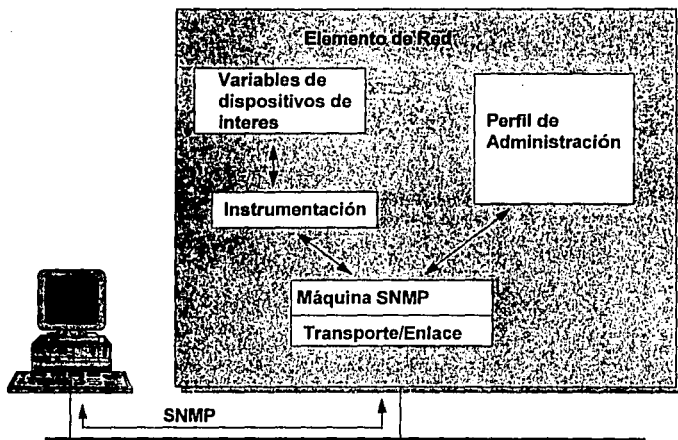 Elemento de Red
Variables de
dispositivos de
interes
Perfil de
Administración
Instrumentación
Máquina SNMP
Transporte/Enlace
SNMP